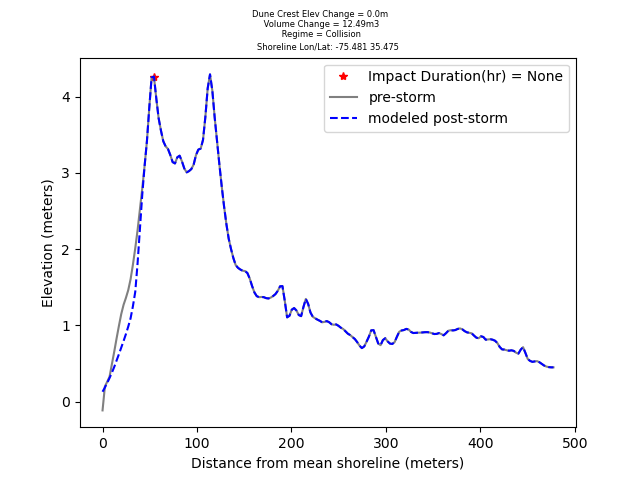 Dune Crest Elev Change = 0.0m
Volume Change = 12.49m3
Regime = Collision
Shoreline Lon/Lat: -75.481 35.475
Impact Duration(hr) = None
pre-storm
modeled post-storm
Elevation (meters)
4
3
2
1
0
0 100 200 300 400 500
Distance from mean shoreline (meters)